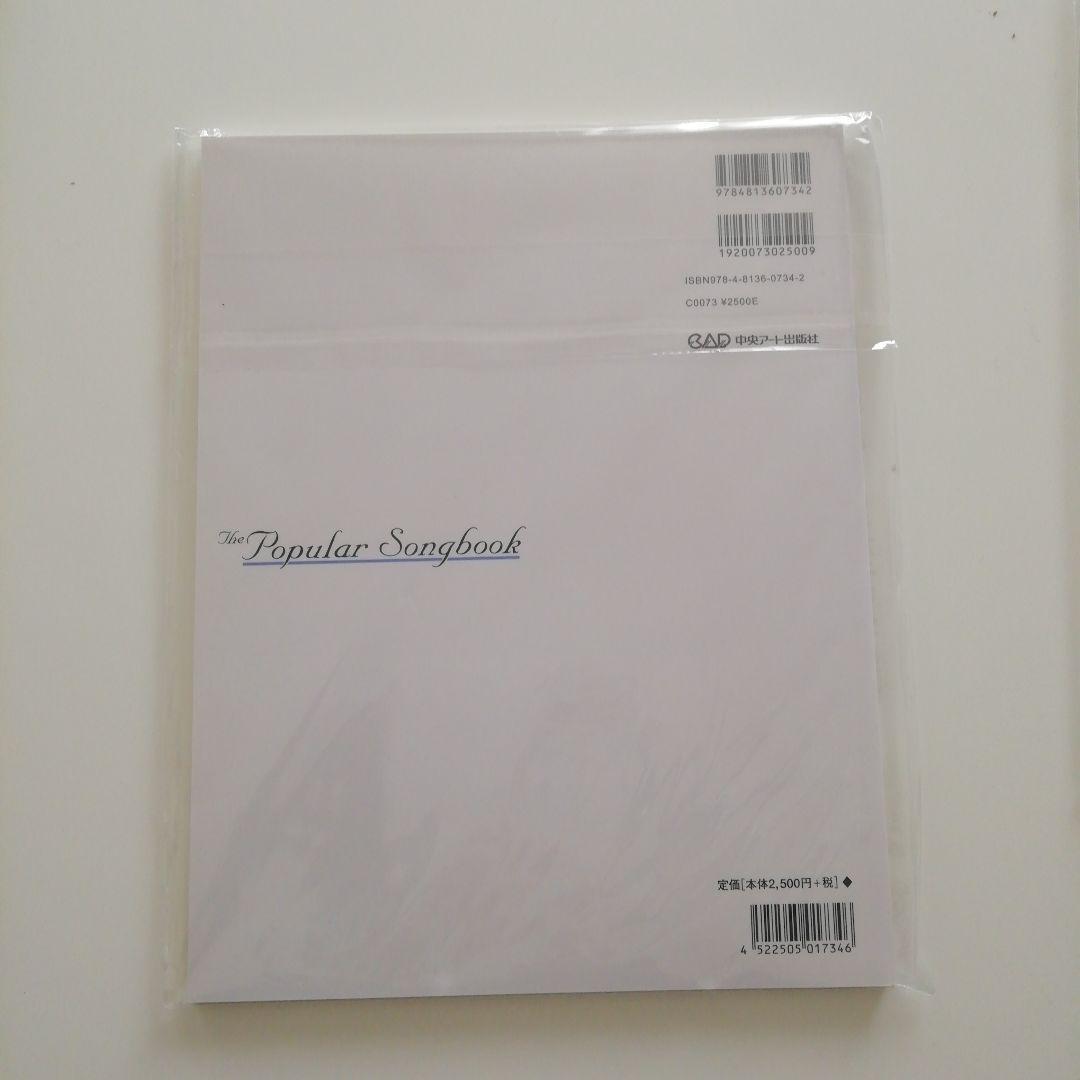 9784813607342
1920073025009
ISBN978-4-8136-0734-2
C0073 ¥2500E
CAP 中央アート出版社
The Popular Songbook
定価[本体2,500円+税]◆
4 522505 017346